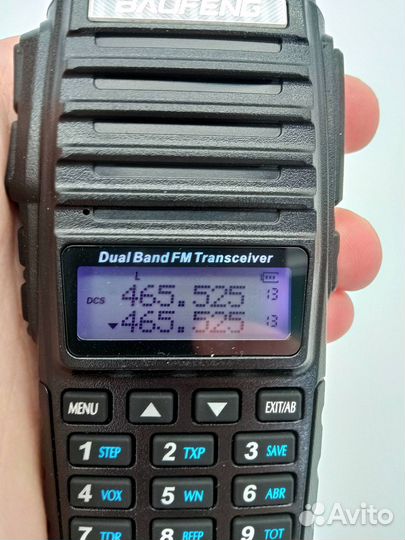 BAOFENG
Dual Band FM Transceiver
L
DCS 465.525 13
465.525 13
MENU EXIT/AB
1 STEP 2 TXP 3 SAVE
4 VOX 5 WN 6 ABR
7 TDR 8 BEEP 9 TOT
Avito